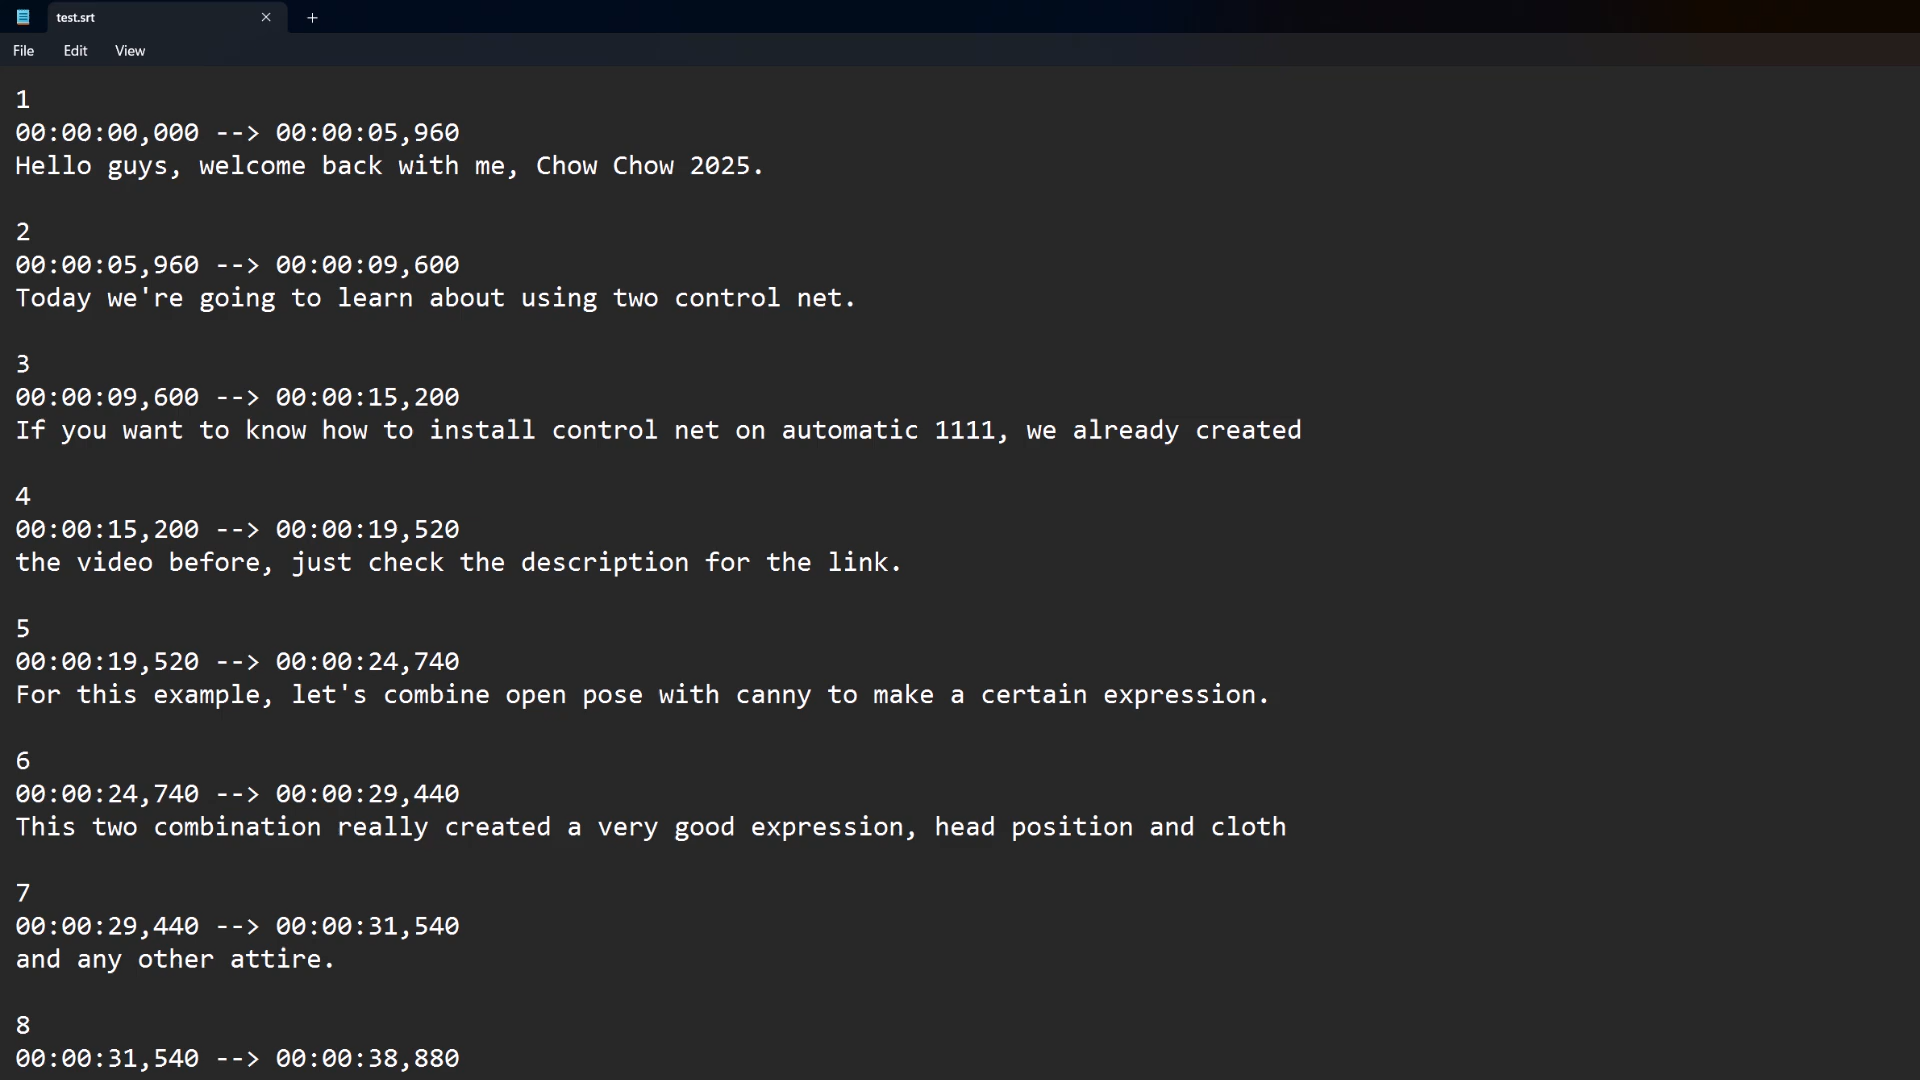 test.srt
File Edit View
1
00:00:00,000 --> 00:00:05,960
Hello guys, welcome back with me, Chow Chow 2025.
2
00:00:05,960 --> 00:00:09,600
Today we're going to learn about using two control net.
3
00:00:09,600 --> 00:00:15,200
If you want to know how to install control net on automatic 1111, we already created
4
00:00:15,200 --> 00:00:19,520
the video before, just check the description for the link.
5
00:00:19,520 --> 00:00:24,740
For this example, let's combine open pose with canny to make a certain expression.
6
00:00:24,740 --> 00:00:29,440
This two combination really created a very good expression, head position and cloth
7
00:00:29,440 --> 00:00:31,540
and any other attire.
8
00:00:31,540 --> 00:00:38,880